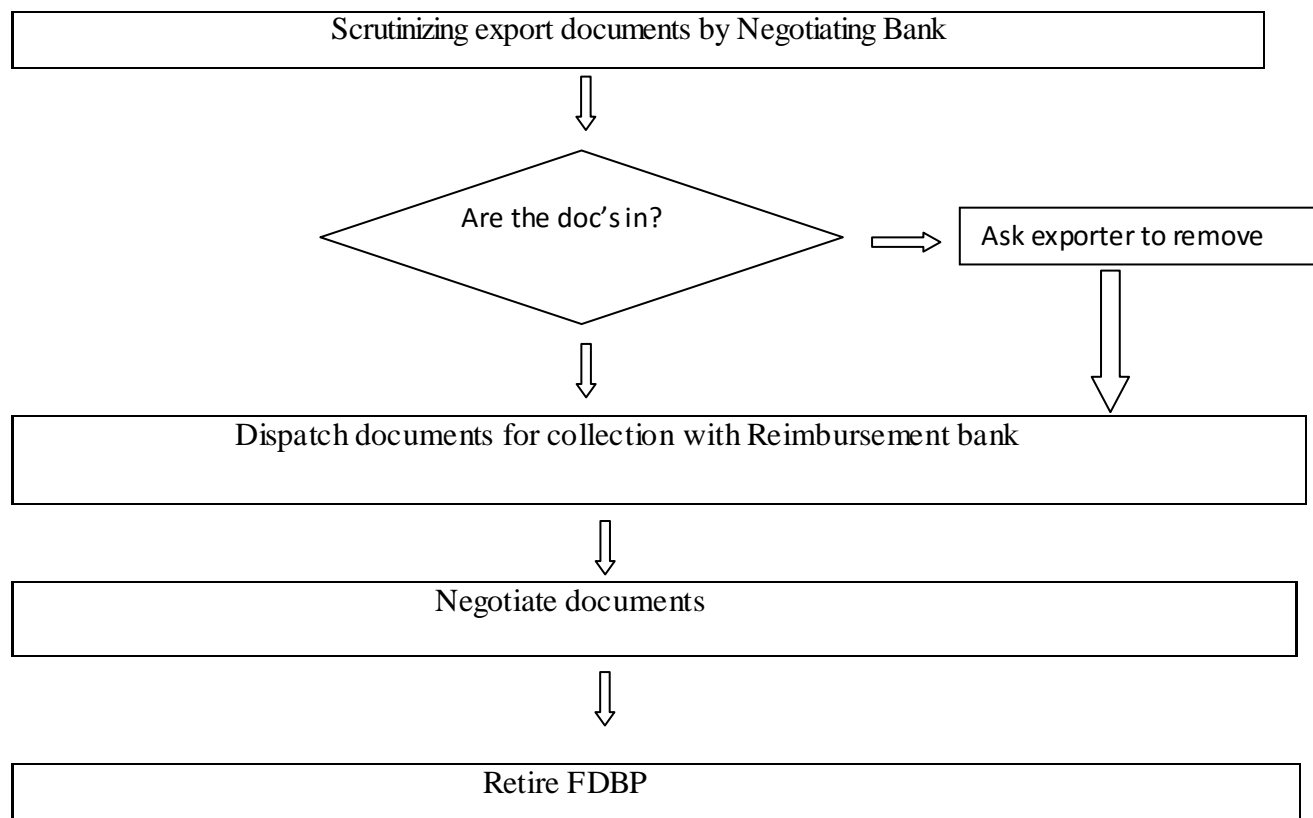 Scrutinizing export documents by Negotiating Bank
Are the doc’s in?
Ask exporter to remove
Dispatch documents for collection with Reimbursement bank
Negotiate documents
Retire FDBP